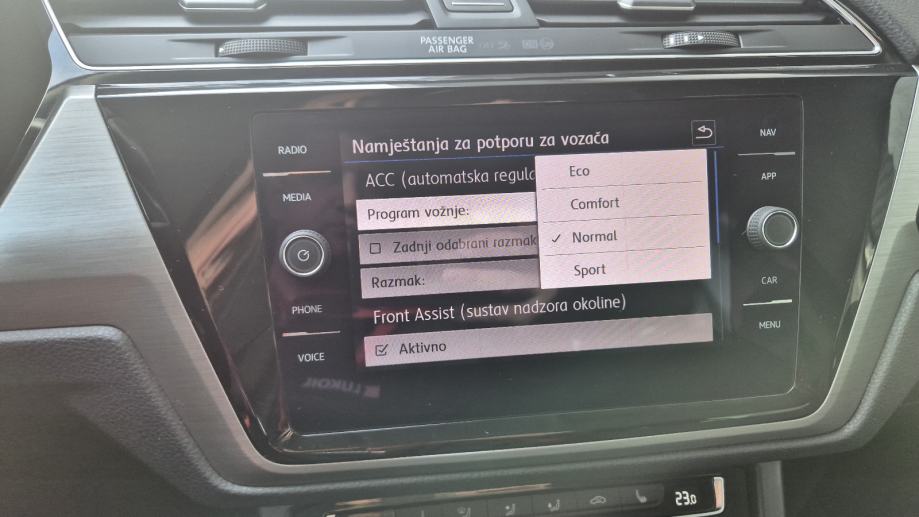 PASSENGER
AIR BAG
RADIO
MEDIA
PHONE
VOICE
Namještanja za potporu za vozača
ACC (automatska regula
Program vožnje:
Zadnji odabrani razmak
Razmak:
Eco
Comfort
Normal
Sport
Front Assist (sustav nadzora okoline)
Aktivno
NAV
APP
CAR
MENU
LUKOIL
23.0